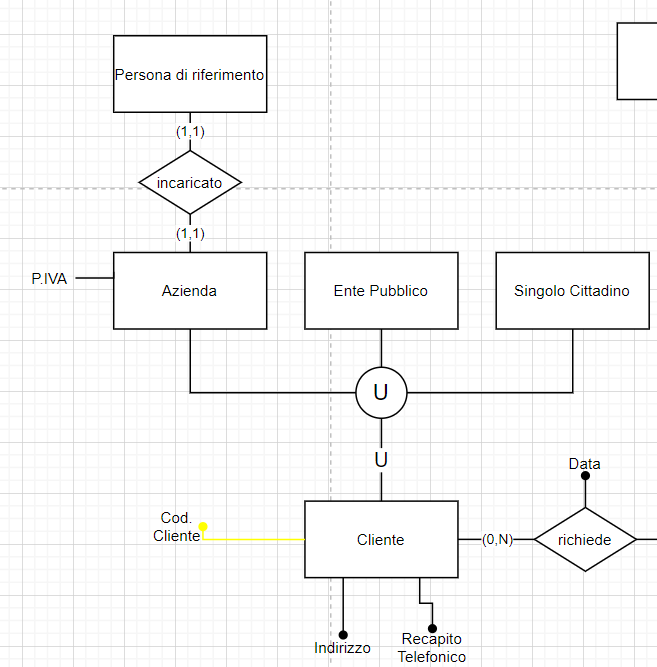 Persona di riferimento
(1,1)
incaricato
(1,1)
P.IVA
Azienda
Ente Pubblico
Singolo Cittadino
U
U
Data
Cod.
Cliente
Cliente
(0,N)
richiede
Indirizzo
Recapito
Telefonico